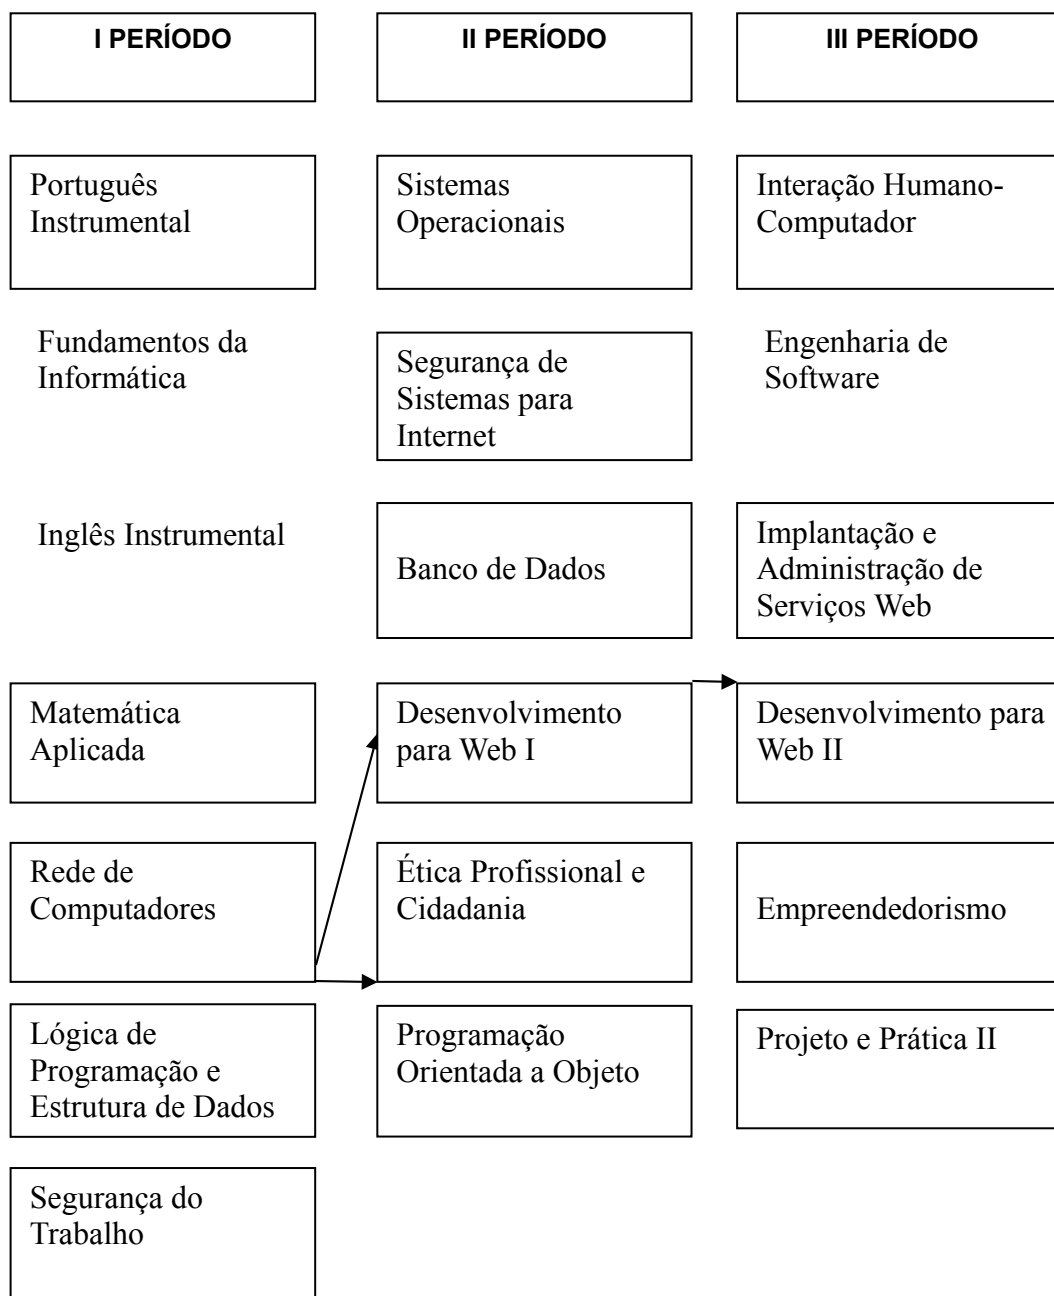 I PERÍODO
II PERÍODO
III PERÍODO
Português
Instrumental
Sistemas
Operacionais
Interação Humano-
Computador
Fundamentos da
Informática
Segurança de
Sistemas para
Internet
Engenharia de
Software
Inglês Instrumental
Banco de Dados
Implantação e
Administração de
Serviços Web
Matemática
Aplicada
Desenvolvimento
para Web I
Desenvolvimento para
Web II
Rede de
Computadores
Ética Profissional e
Cidadania
Empreendedorismo
Lógica de
Programação e
Estrutura de Dados
Programação
Orientada a Objeto
Projeto e Prática II
Segurança do
Trabalho